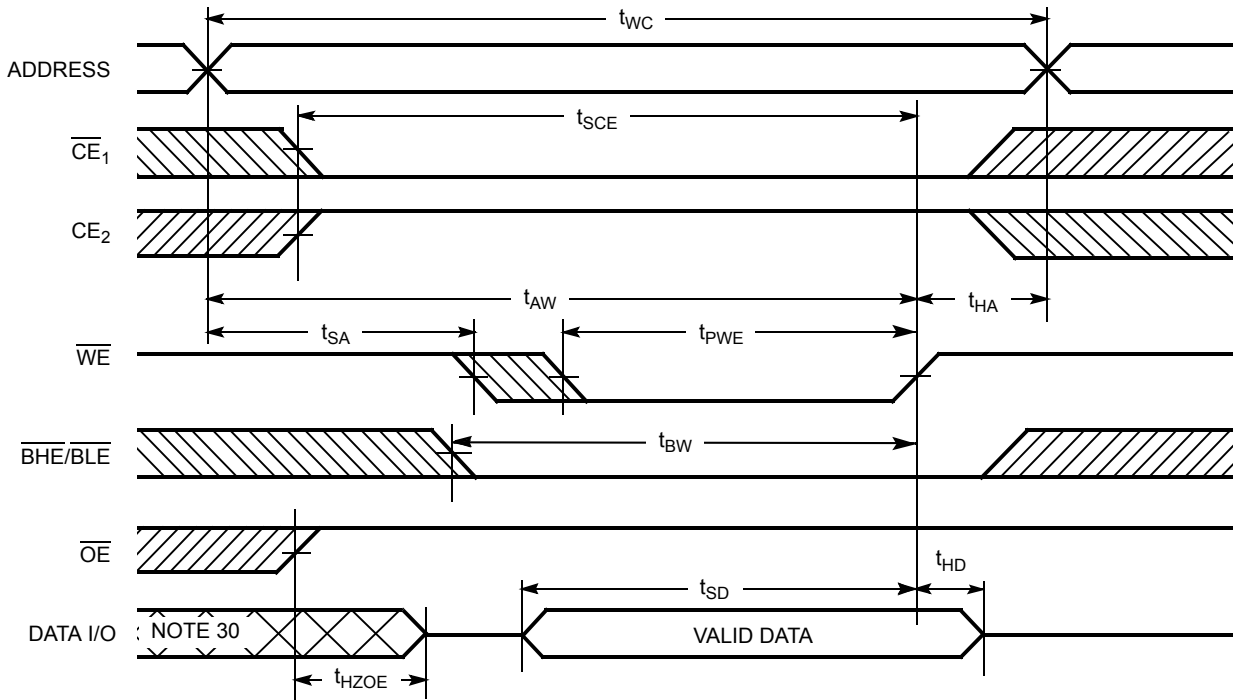 tWC
ADDRESS
tSCE
CE1
CE2
tAW
tHA
tSA
tPWE
WE
tBW
BHE/BLE
OE
tSD
tHD
DATA I/O
NOTE 30
VALID DATA
tHZOE